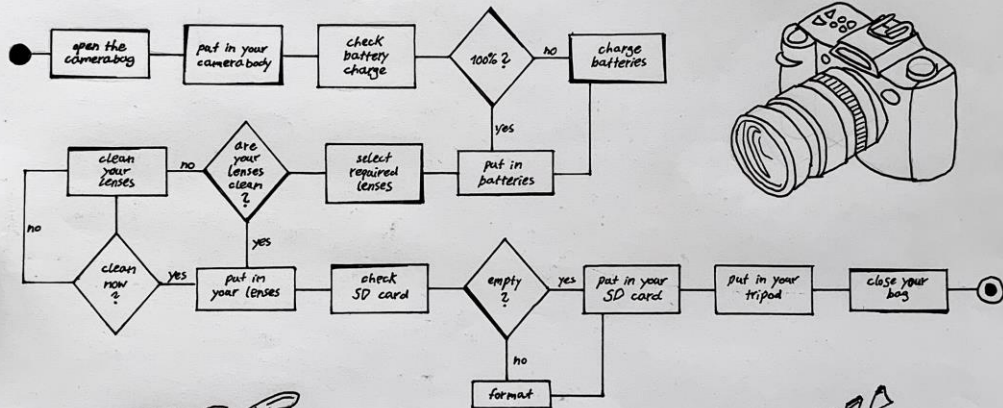 open the
camerabag
put in your
camerabody
check
battery
charge
100% ?
no
charge
batteries
yes
put in
batteries
select
required
lenses
are
your
lenses
clean
?
no
clean
your
lenses
no
clean
now
?
yes
yes
put in
your lenses
check
SD card
empty
?
yes
no
format
put in your
SD card
put in your
tripod
close your
bag